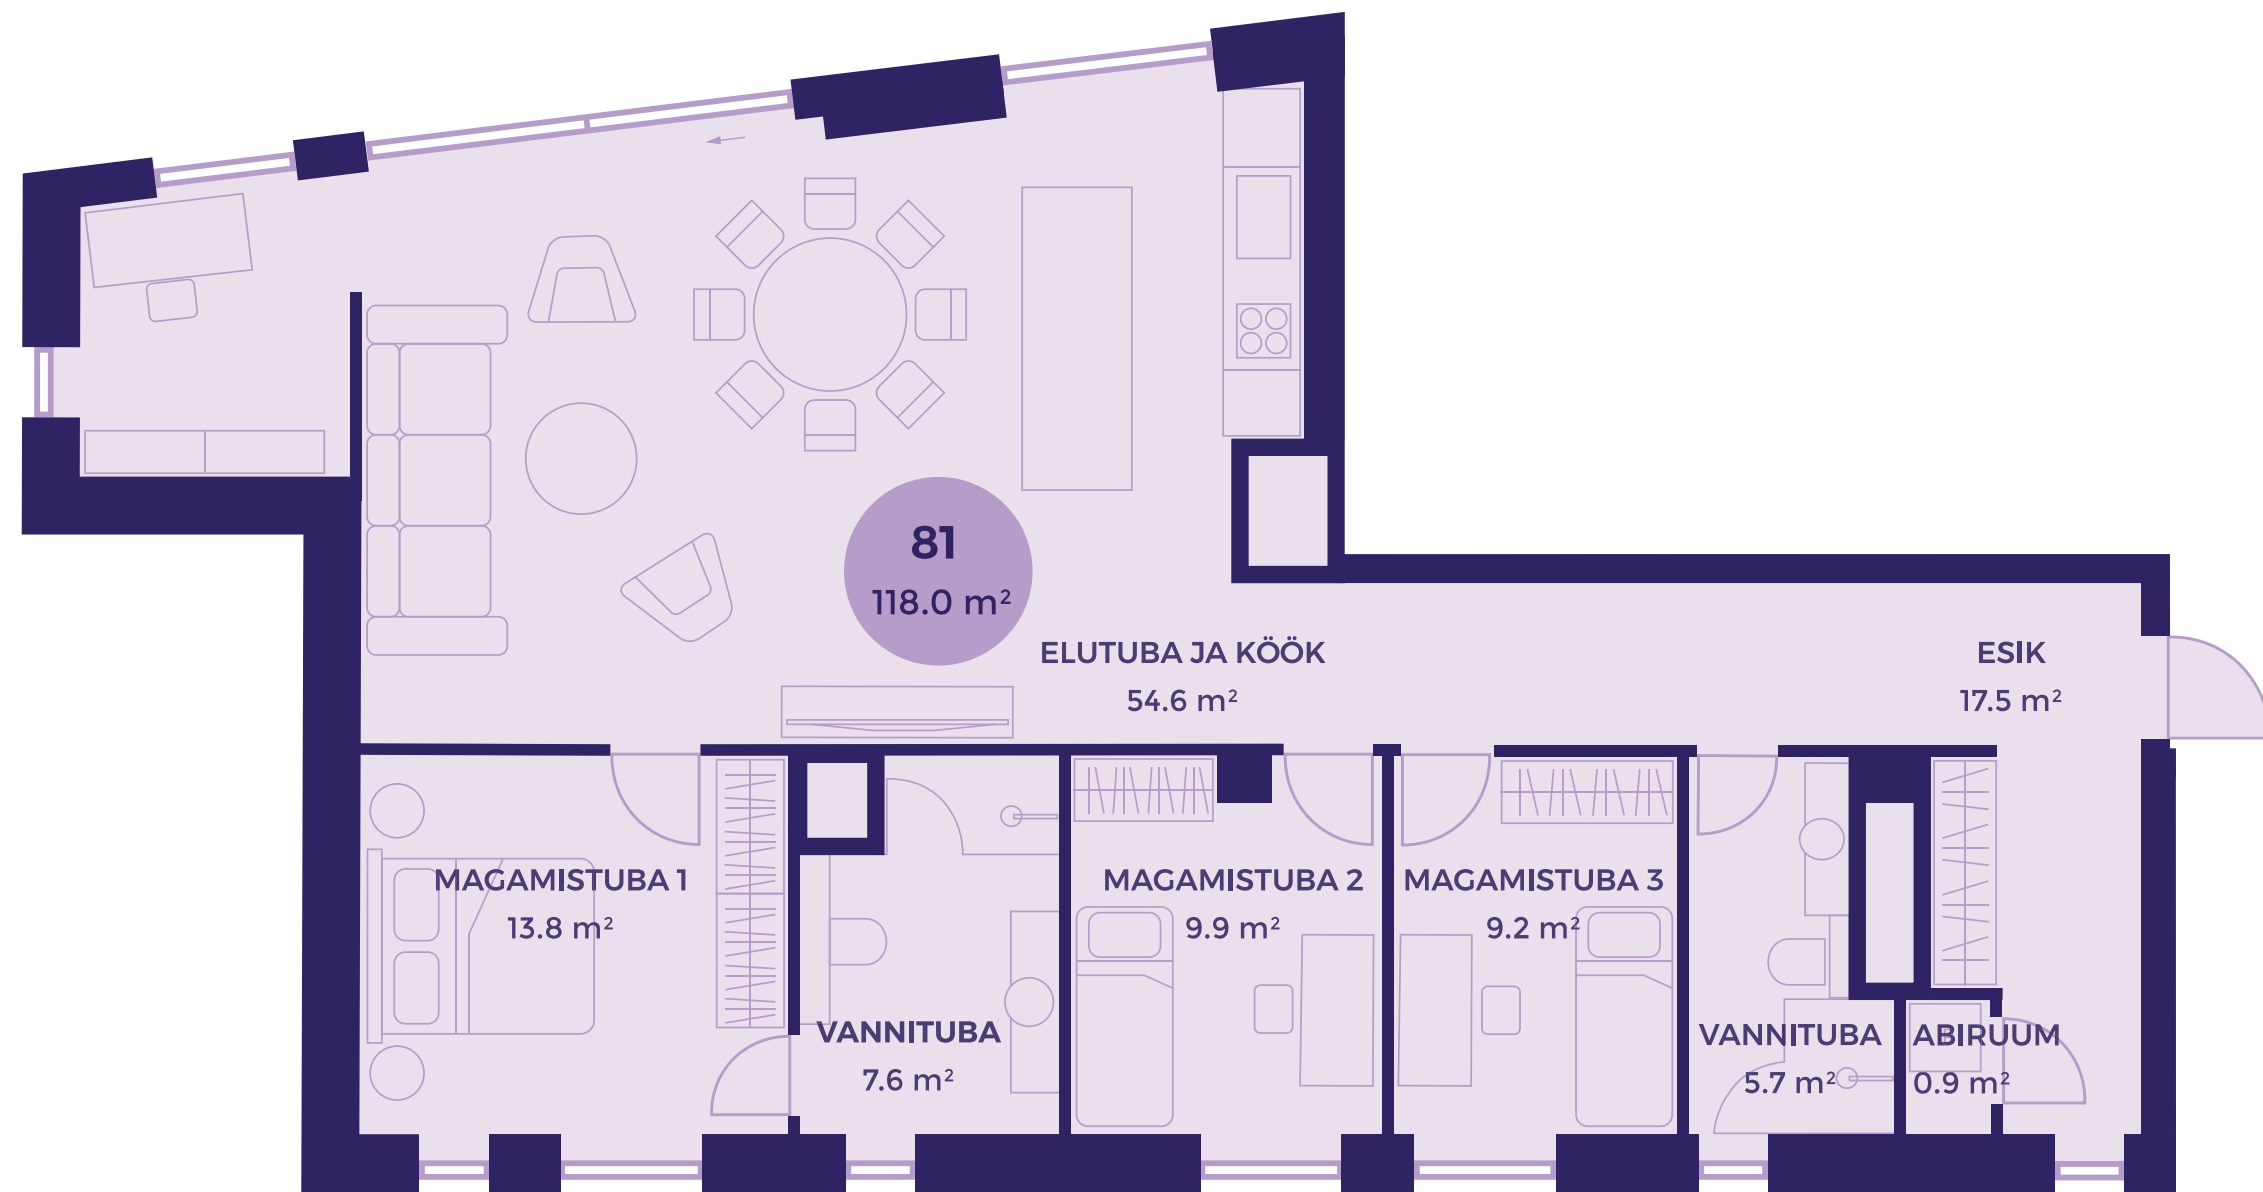 81
118.0 m²
ELUTUBA JA KÖÖK
54.6 m²
ESIK
17.5 m²
MAGAMISTUBA 1
13.8 m²
MAGAMISTUBA 2
9.9 m²
MAGAMISTUBA 3
9.2 m²
VANNITUBA
7.6 m²
VANNITUBA
5.7 m²
ABIRUUM
0.9 m²